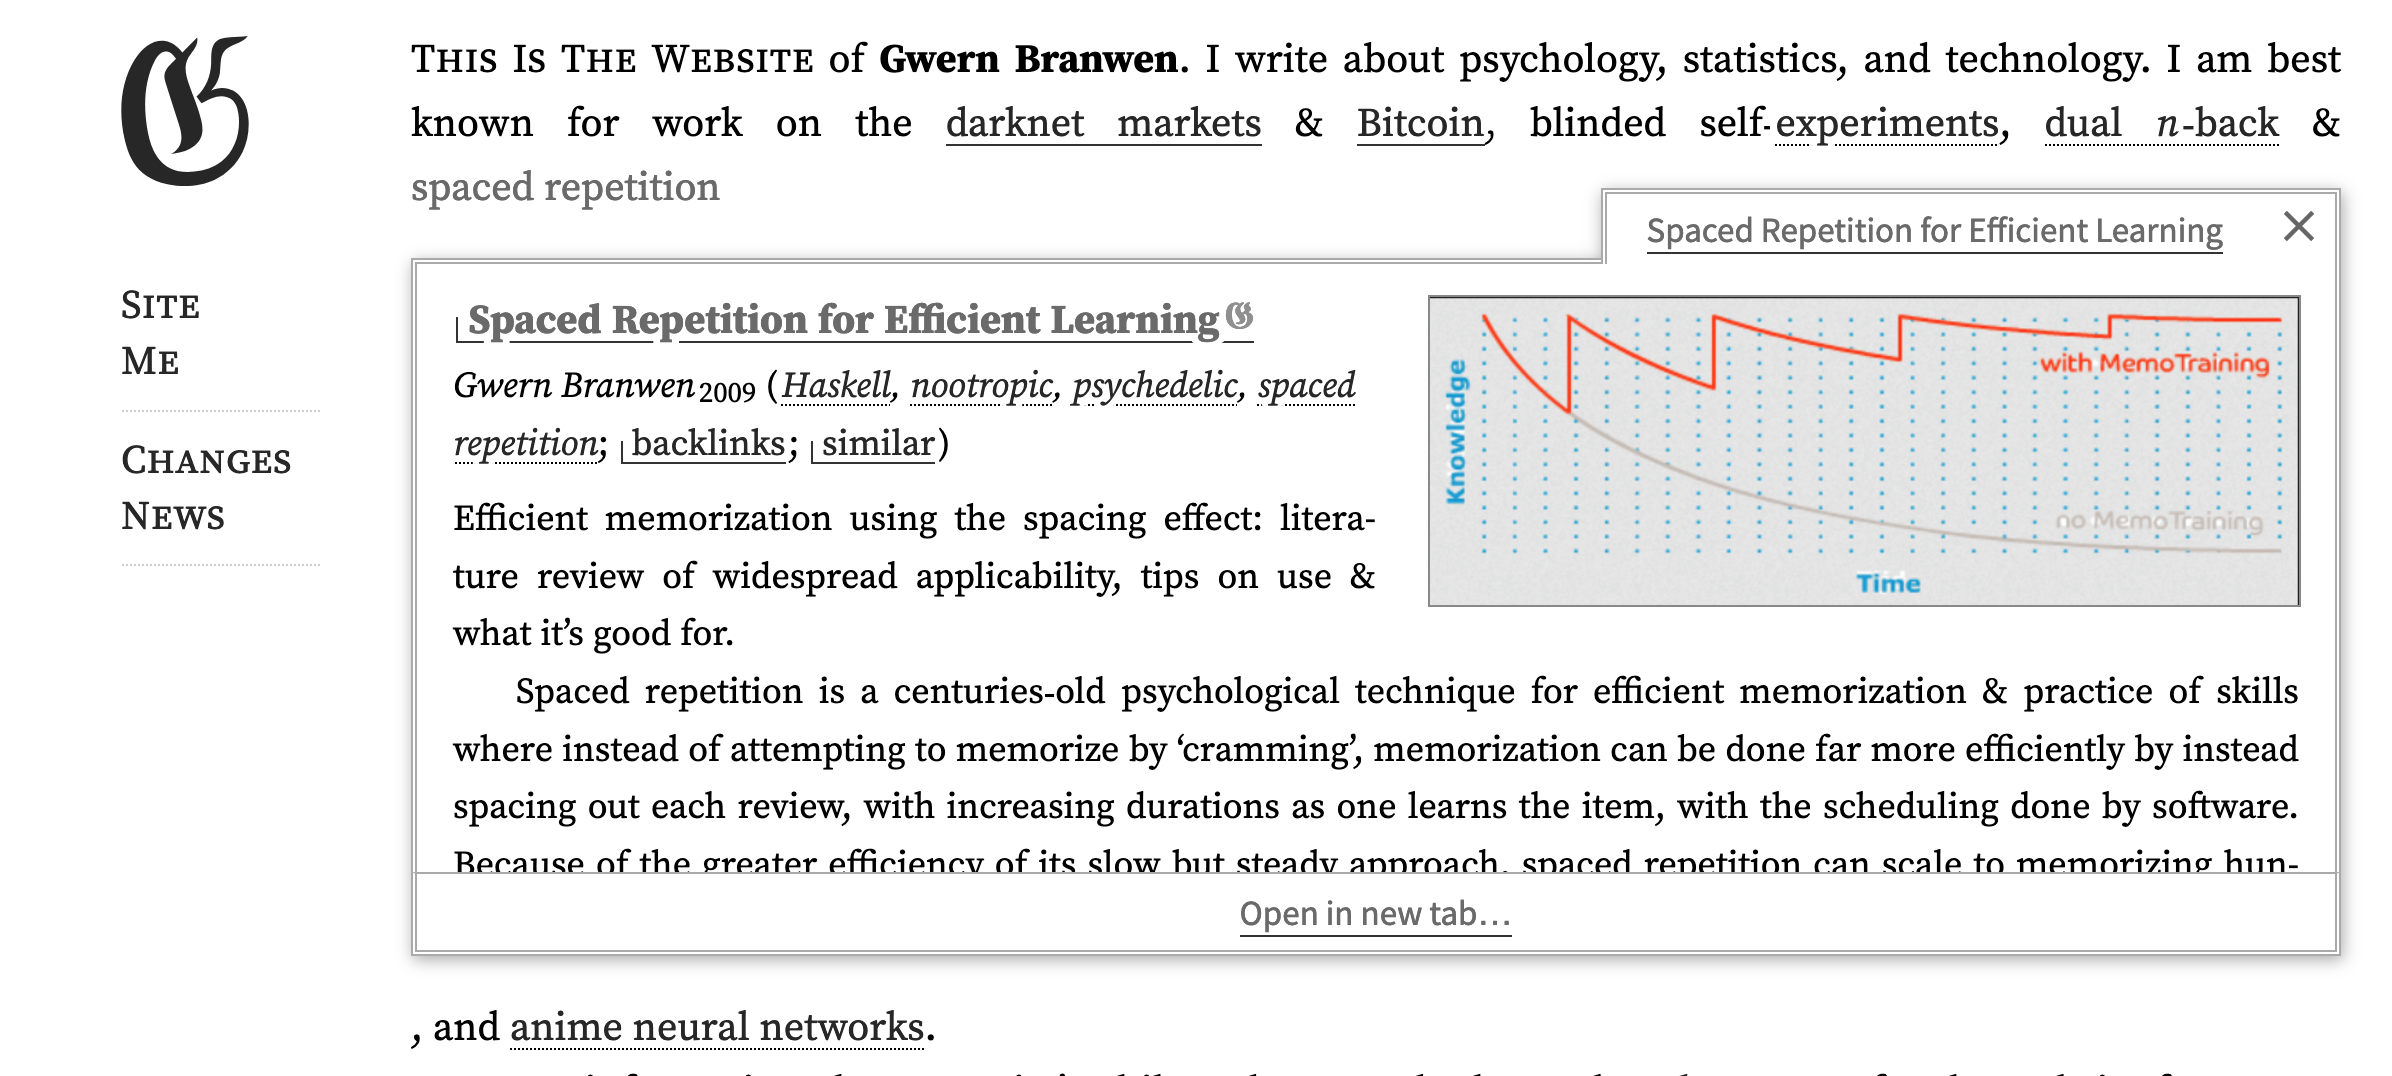 THIS IS THE WEBSITE of Gwern Branwen. I write about psychology, statistics, and technology. I am best
known for work on the darknet markets & Bitcoin, blinded self-experiments, dual n-back &
spaced repetition
SITE
ME
CHANGES
NEWS
Spaced Repetition for Efficient Learning
Spaced Repetition for Efficient Learning
Gwern Branwen 2009 (Haskell, nootropic, psychedelic, spaced
repetition; backlinks; similar)
Efficient memorization using the spacing effect: litera-
ture review of widespread applicability, tips on use &
what it’s good for.
Knowledge
with MemoTraining
no MemoTraining
Time
Spaced repetition is a centuries-old psychological technique for efficient memorization & practice of skills
where instead of attempting to memorize by ‘cramming’, memorization can be done far more efficiently by instead
spacing out each review, with increasing durations as one learns the item, with the scheduling done by software.
Because of the greater efficiency of its slow but steady approach, spaced repetition can scale to memorizing hun-
Open in new tab…
, and anime neural networks.